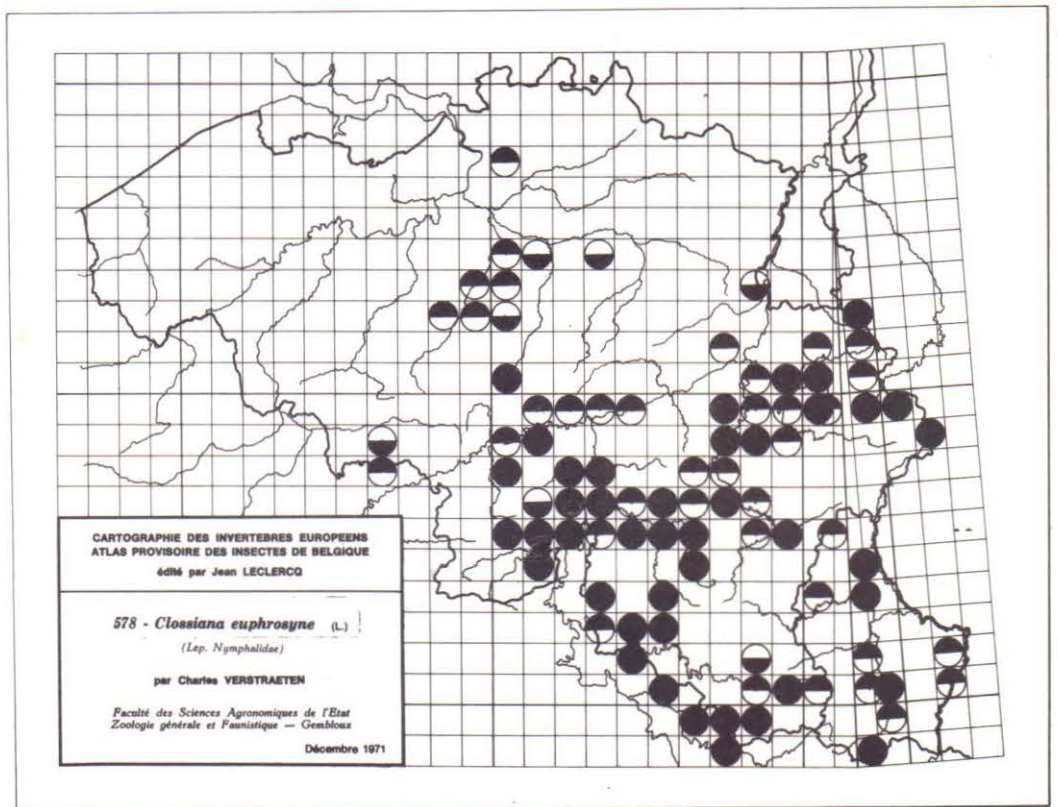 CARTOGRAPHIE DES INVERTEBRES EUROPEENS
ATLAS PROVISOIRE DES INSECTES DE BELGIQUE
édité par Jean LECLERCQ
578 - Clossiana euphrosyne (L.)
(Lep. Nymphalidae)
par Charles VERSTRAETEN
Faculté des Sciences Agronomiques de l'Etat
Zoologie générale et Faunistique — Gembloux
Décembre 1971